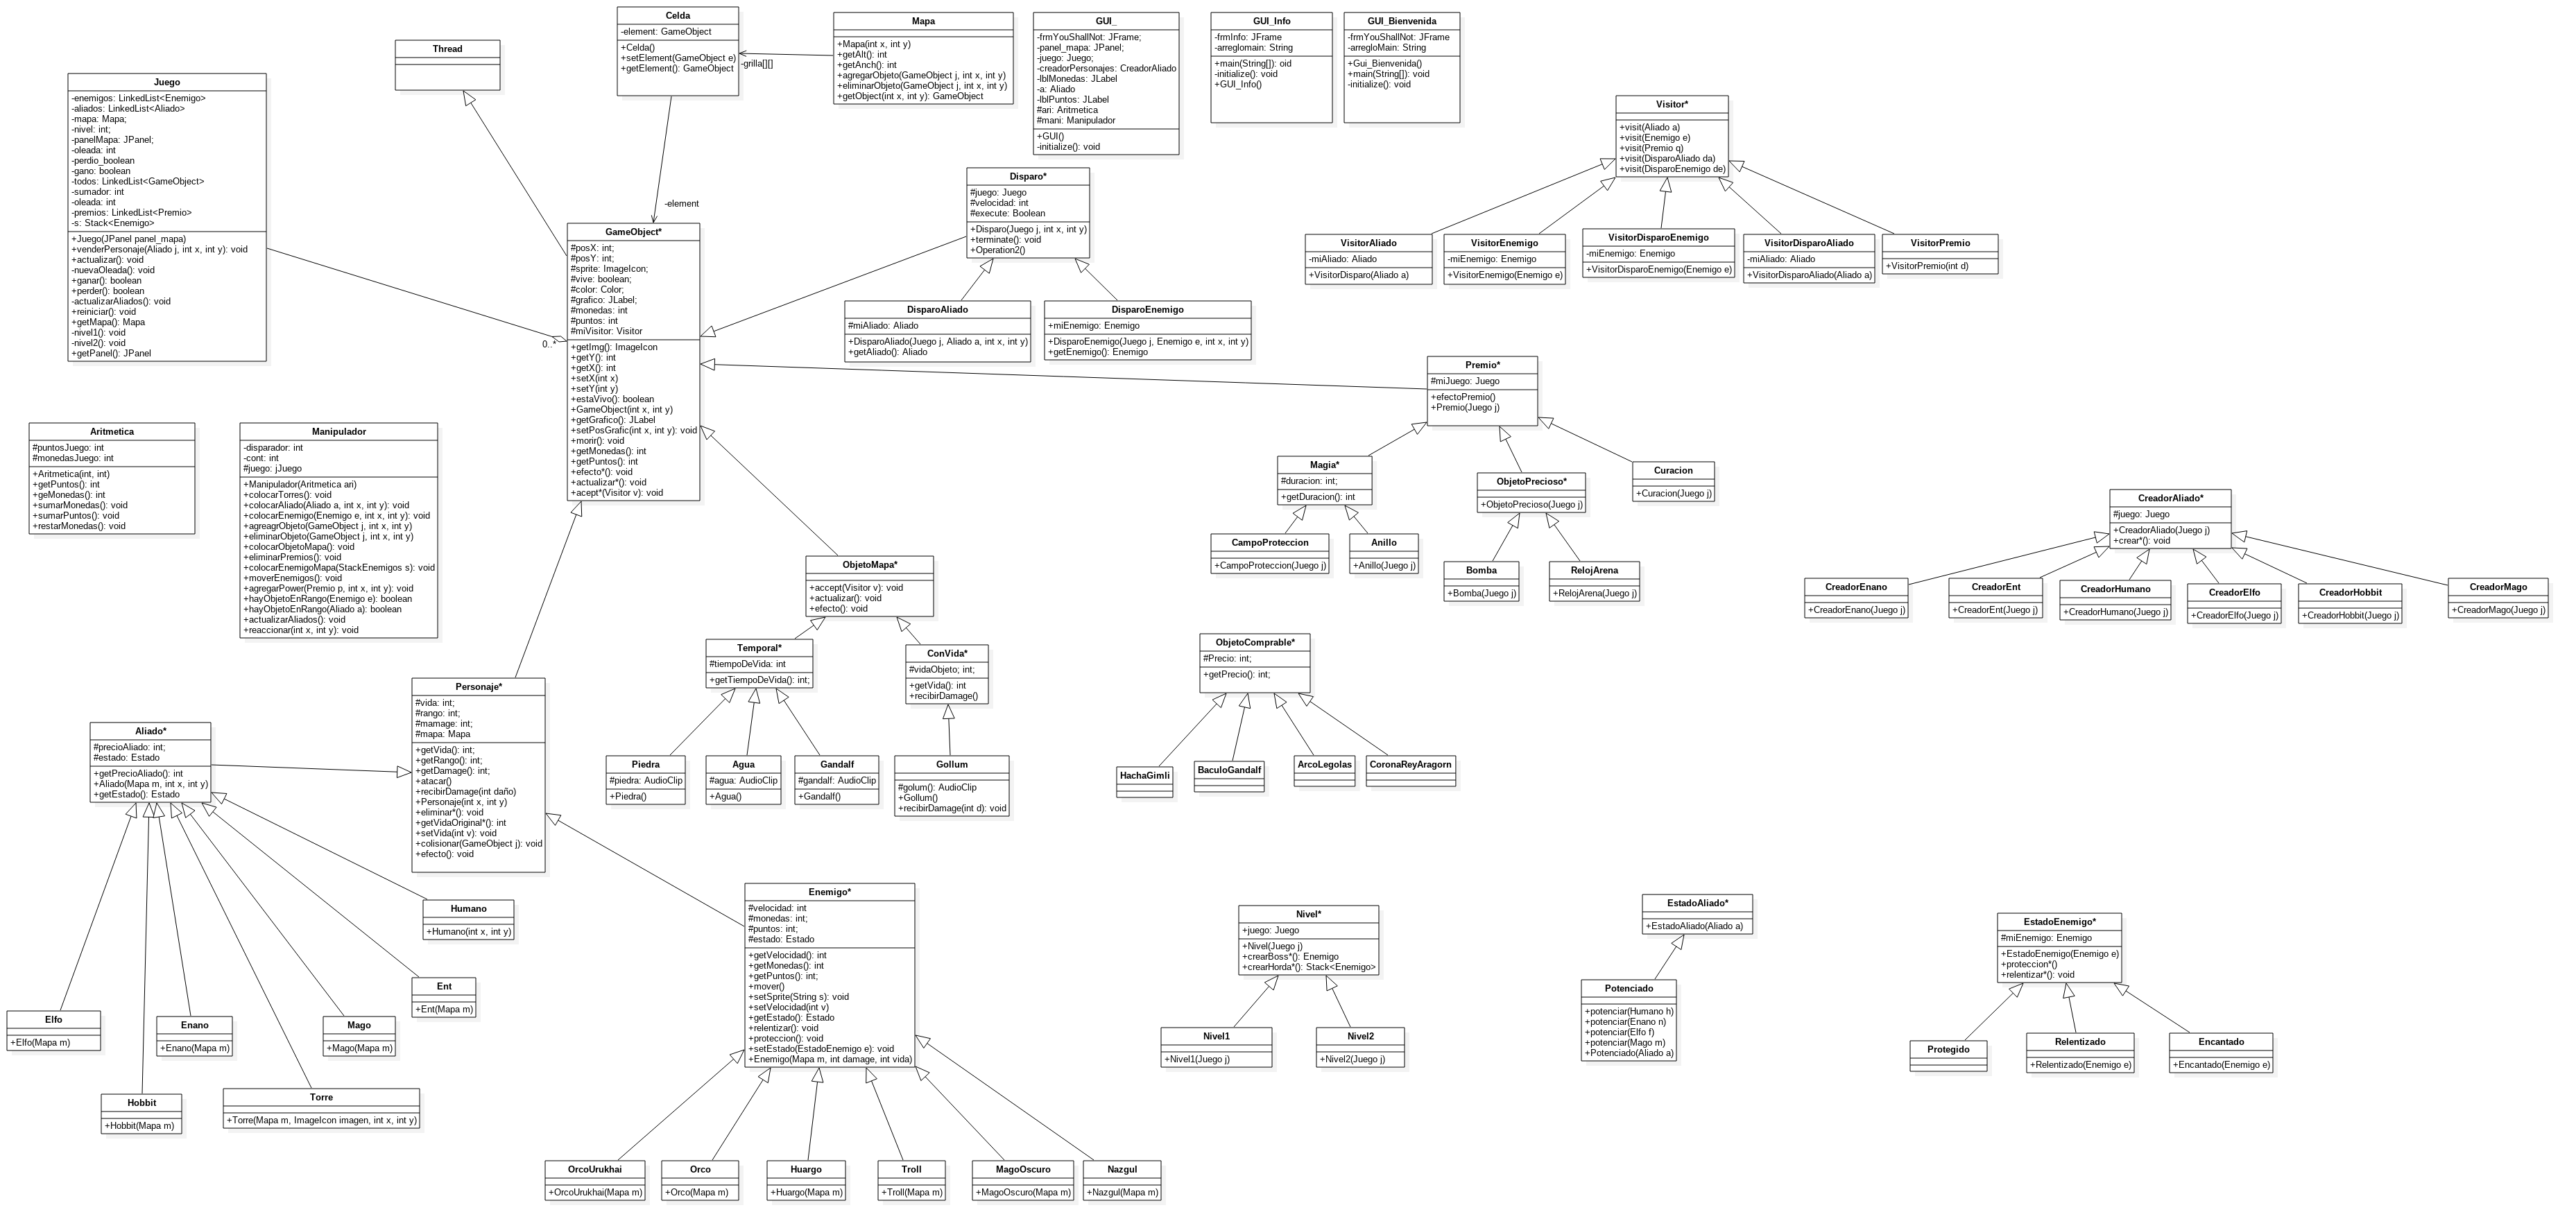 Celda
-element: GameObject
+Celda()
+setElement(GameObject e)
+getElement(): GameObject
-grilla[][]
Mapa
+Mapa(int x, int y)
+getAlt(): int
+getAnch(): int
+agregarObjeto(GameObject j, int x, int y)
+eliminarObjeto(GameObject j, int x, int y)
+getObject(int x, int y): GameObject
GUI_
-frmYouShallNot: JFrame;
-panel_mapa: JPanel;
-juego: Juego;
-creadorPersonajes: CreadorAliado
-lblMonedas: JLabel
-a: Aliado
-lblPuntos: JLabel
#ari: Aritmetica
#mani: Manipulador
+GUI()
-initialize(): void
GUI_Info
-frmInfo: JFrame
-arreglomain: String
+main(String[]): oid
-initialize(): void
+GUI_Info()
GUI_Bienvenida
-frmYouShallNot: JFrame
-arregloMain: String
+Gui_Bienvenida()
+main(String[]): void
-initialize(): void
Thread
Juego
-enemigos: LinkedList<Enemigo>
-aliados: LinkedList<Aliado>
-mapa: Mapa;
-nivel: int;
-panelMapa: JPanel;
-oleada: int
-perdio_boolean
-gano: boolean
-todos: LinkedList<GameObject>
-sumador: int
-oleada: int
-premios: LinkedList<Premio>
-s: Stack<Enemigo>
+Juego(JPanel panel_mapa)
+venderPersonaje(Aliado j, int x, int y): void
+actualizar(): void
-nuevaOleada(): void
+ganar(): boolean
+perder(): boolean
-actualizarAliados(): void
+reiniciar(): void
+getMapa(): Mapa
-nivel1(): void
-nivel2(): void
+getPanel(): JPanel
0..*
-element
GameObject*
#posX: int;
#posY: int;
#sprite: ImageIcon;
#vive: boolean;
#color: Color;
#grafico: JLabel;
#monedas: int
#puntos: int
#miVisitor: Visitor
+getImg(): ImageIcon
+getY(): int
+getX(): int
+setX(int x)
+setY(int y)
+estaVivo(): boolean
+GameObject(int x, int y)
+getGrafico(): JLabel
+setPosGrafic(int x, int y): void
+morir(): void
+getMonedas(): int
+getPuntos(): int
+efecto*(): void
+actualizar*(): void
+acept*(Visitor v): void
Disparo*
#juego: Juego
#velocidad: int
#execute: Boolean
+Disparo(Juego j, int x, int y)
+terminate(): void
+Operation2()
DisparoAliado
#miAliado: Aliado
+DisparoAliado(Juego j, Aliado a, int x, int y)
+getAliado(): Aliado
DisparoEnemigo
+miEnemigo: Enemigo
+DisparoEnemigo(Juego j, Enemigo e, int x, int y)
+getEnemigo(): Enemigo
Visitor*
+visit(Aliado a)
+visit(Enemigo e)
+visit(Premio q)
+visit(DisparoAliado da)
+visit(DisparoEnemigo de)
VisitorAliado
-miAliado: Aliado
+VisitorDisparo(Aliado a)
VisitorEnemigo
-miEnemigo: Enemigo
+VisitorEnemigo(Enemigo e)
VisitorDisparoEnemigo
-miEnemigo: Enemigo
+VisitorDisparoEnemigo(Enemigo e)
VisitorDisparoAliado
-miAliado: Aliado
+VisitorDisparoAliado(Aliado a)
VisitorPremio
+VisitorPremio(int d)
Premio*
#miJuego: Juego
+efectoPremio()
+Premio(Juego j)
Magia*
#duracion: int;
+getDuracion(): int
ObjetoPrecioso*
+ObjetoPrecioso(Juego j)
Curacion
+Curacion(Juego j)
CampoProteccion
+CampoProteccion(Juego j)
Anillo
+Anillo(Juego j)
Bomba
+Bomba(Juego j)
RelojArena
+RelojArena(Juego j)
CreadorAliado*
#juego: Juego
+CreadorAliado(Juego j)
+crear*(): void
CreadorEnano
+CreadorEnano(Juego j)
CreadorEnt
+CreadorEnt(Juego j)
CreadorHumano
+CreadorHumano(Juego j)
CreadorElfo
+CreadorElfo(Juego j)
CreadorHobbit
+CreadorHobbit(Juego j)
CreadorMago
+CreadorMago(Juego j)
Aritmetica
#puntosJuego: int
#monedasJuego: int
+Aritmetica(int, int)
+getPuntos(): int
+geMonedas(): int
+sumarMonedas(): void
+sumarPuntos(): void
+restarMonedas(): void
Manipulador
-disparador: int
-cont: int
#juego: jJuego
+Manipulador(Aritmetica ari)
+colocarTorres(): void
+colocarAliado(Aliado a, int x, int y): void
+colocarEnemigo(Enemigo e, int x, int y): void
+agreagrObjeto(GameObject j, int x, int y)
+eliminarObjeto(GameObject j, int x, int y)
+colocarObjetoMapa(): void
+eliminarPremios(): void
+colocarEnemigoMapa(StackEnemigos s): void
+moverEnemigos(): void
+agregarPower(Premio p, int x, int y): void
+hayObjetoEnRango(Enemigo e): boolean
+hayObjetoEnRango(Aliado a): boolean
+actualizarAliados(): void
+reaccionar(int x, int y): void
ObjetoMapa*
+accept(Visitor v): void
+actualizar(): void
+efecto(): void
Temporal*
#tiempoDeVida: int
+getTiempoDeVida(): int;
ConVida*
#vidaObjeto; int;
+getVida(): int
+recibirDamage()
Piedra
#piedra: AudioClip
+Piedra()
Agua
#agua: AudioClip
+Agua()
Gandalf
#gandalf: AudioClip
+Gandalf()
Gollum
#golum(): AudioClip
+Gollum()
+recibirDamage(int d): void
ObjetoComprable*
#Precio: int;
+getPrecio(): int;
HachaGimli
BaculoGandalf
ArcoLegolas
CoronaReyAragorn
Personaje*
#vida: int;
#rango: int;
#mamage: int;
#mapa: Mapa
+getVida(): int;
+getRango(): int;
+getDamage(): int;
+atacar()
+recibirDamage(int daño)
+Personaje(int x, int y)
+eliminar*(): void
+getVidaOriginal*(): int
+setVida(int v): void
+colisionar(GameObject j): void
+efecto(): void
Aliado*
#precioAliado: int;
#estado: Estado
+getPrecioAliado(): int
+Aliado(Mapa m, int x, int y)
+getEstado(): Estado
Humano
+Humano(int x, int y)
Ent
+Ent(Mapa m)
Elfo
+Elfo(Mapa m)
Enano
+Enano(Mapa m)
Mago
+Mago(Mapa m)
Hobbit
+Hobbit(Mapa m)
Torre
+Torre(Mapa m, ImageIcon imagen, int x, int y)
Enemigo*
#velocidad: int
#monedas: int;
#puntos: int;
#estado: Estado
+getVelocidad(): int
+getMonedas(): int
+getPuntos(): int;
+mover()
+setSprite(String s): void
+setVelocidad(int v)
+getEstado(): Estado
+relentizar(): void
+proteccion(): void
+setEstado(EstadoEnemigo e): void
+Enemigo(Mapa m, int damage, int vida)
OrcoUrukhai
+OrcoUrukhai(Mapa m)
Orco
+Orco(Mapa m)
Huargo
+Huargo(Mapa m)
Troll
+Troll(Mapa m)
MagoOscuro
+MagoOscuro(Mapa m)
Nazgul
+Nazgul(Mapa m)
Nivel*
+juego: Juego
+Nivel(Juego j)
+crearBoss*(): Enemigo
+crearHorda*(): Stack<Enemigo>
Nivel1
+Nivel1(Juego j)
Nivel2
+Nivel2(Juego j)
EstadoAliado*
+EstadoAliado(Aliado a)
Potenciado
+potenciar(Humano h)
+potenciar(Enano n)
+potenciar(Elfo f)
+potenciar(Mago m)
+Potenciado(Aliado a)
EstadoEnemigo*
#miEnemigo: Enemigo
+EstadoEnemigo(Enemigo e)
+proteccion*()
+relentizar*(): void
Protegido
Relentizado
+Relentizado(Enemigo e)
Encantado
+Encantado(Enemigo e)